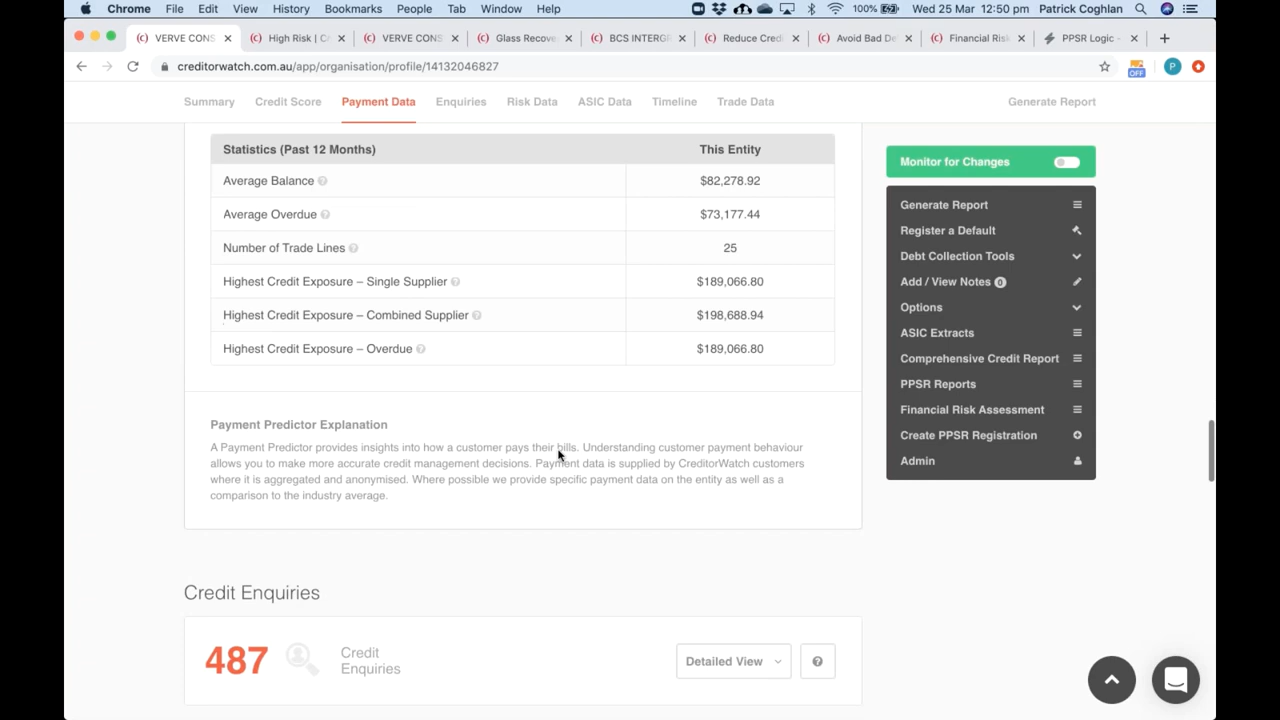 Chrome File Edit View History Bookmarks People Tab Window Help 100% Wed 25 Mar 12:50 pm Patrick Coghlan
VERVE CONS High Risk | C VERVE CONS Glass Recove BCS INTERGR Reduce Credi Avoid Bad De Financial Risk PPSR Logic -
creditorwatch.com.au/app/organisation/profile/14132046827 OFF P
Summary Credit Score Payment Data Enquiries Risk Data ASIC Data Timeline Trade Data Generate Report
Statistics (Past 12 Months) This Entity
Average Balance ? $82,278.92
Average Overdue ? $73,177.44
Number of Trade Lines ? 25
Highest Credit Exposure – Single Supplier ? $189,066.80
Highest Credit Exposure – Combined Supplier ? $198,688.94
Highest Credit Exposure – Overdue ? $189,066.80
Payment Predictor Explanation
A Payment Predictor provides insights into how a customer pays their bills. Understanding customer payment behaviour
allows you to make more accurate credit management decisions. Payment data is supplied by CreditorWatch customers
where it is aggregated and anonymised. Where possible we provide specific payment data on the entity as well as a
comparison to the industry average.
Credit Enquiries
487 Credit
Enquiries
Detailed View ?
Monitor for Changes
Generate Report
Register a Default
Debt Collection Tools
Add / View Notes 0
Options
ASIC Extracts
Comprehensive Credit Report
PPSR Reports
Financial Risk Assessment
Create PPSR Registration
Admin